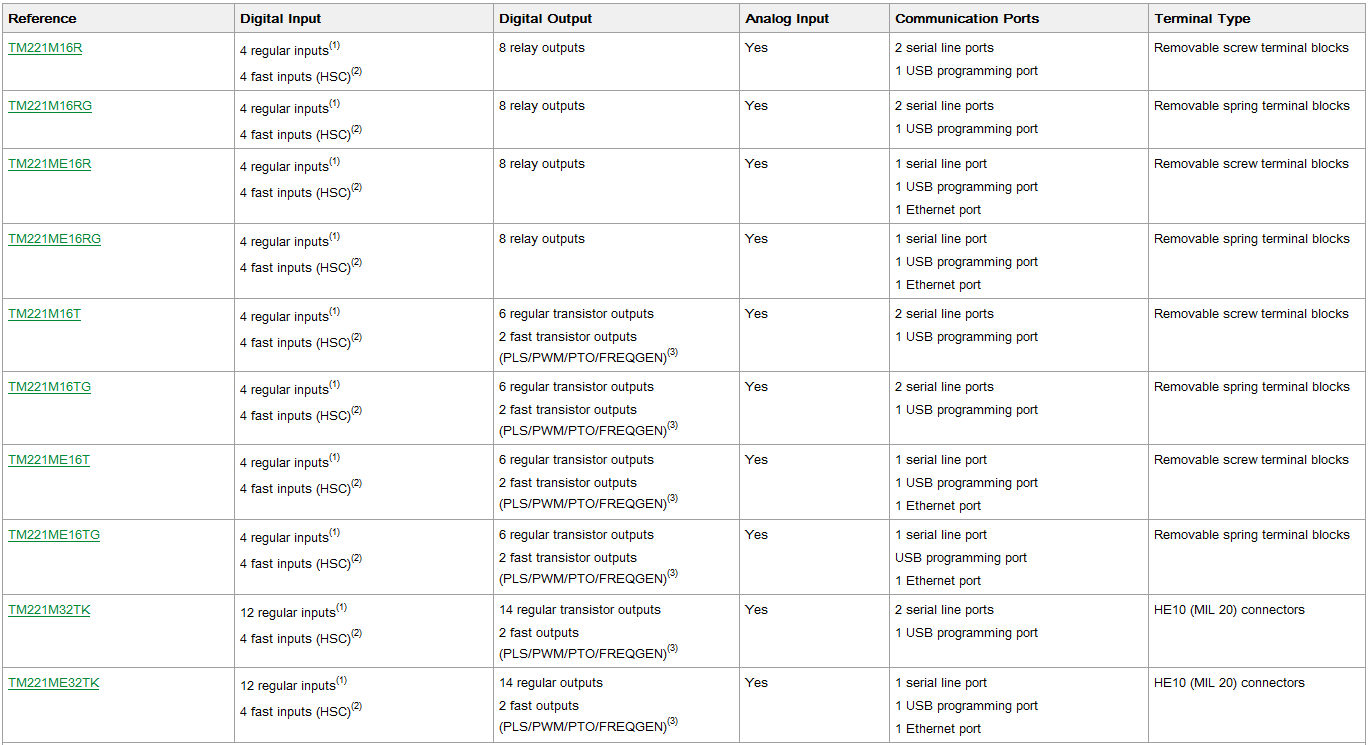 Reference Digital Input Digital Output Analog Input Communication Ports Terminal Type
TM221M16R 4 regular inputs(1) 8 relay outputs Yes 2 serial line ports Removable screw terminal blocks
4 fast inputs (HSC)(2) 1 USB programming port
TM221M16RG 4 regular inputs(1) 8 relay outputs Yes 2 serial line ports Removable spring terminal blocks
4 fast inputs (HSC)(2) 1 USB programming port
TM221ME16R 4 regular inputs(1) 8 relay outputs Yes 1 serial line port Removable screw terminal blocks
4 fast inputs (HSC)(2) 1 USB programming port
1 Ethernet port
TM221ME16RG 4 regular inputs(1) 8 relay outputs Yes 1 serial line port Removable spring terminal blocks
4 fast inputs (HSC)(2) 1 USB programming port
1 Ethernet port
TM221M16T 4 regular inputs(1) 6 regular transistor outputs Yes 2 serial line ports Removable screw terminal blocks
4 fast inputs (HSC)(2) 2 fast transistor outputs 1 USB programming port
(PLS/PWM/PTO/FREQGEN)(3)
TM221M16TG 4 regular inputs(1) 6 regular transistor outputs Yes 2 serial line ports Removable spring terminal blocks
4 fast inputs (HSC)(2) 2 fast transistor outputs 1 USB programming port
(PLS/PWM/PTO/FREQGEN)(3)
TM221ME16T 4 regular inputs(1) 6 regular transistor outputs Yes 1 serial line port Removable screw terminal blocks
4 fast inputs (HSC)(2) 2 fast transistor outputs 1 USB programming port
(PLS/PWM/PTO/FREQGEN)(3) 1 Ethernet port
TM221ME16TG 4 regular inputs(1) 6 regular transistor outputs Yes 1 serial line port Removable spring terminal blocks
4 fast inputs (HSC)(2) 2 fast transistor outputs USB programming port
(PLS/PWM/PTO/FREQGEN)(3) 1 Ethernet port
TM221M32TK 12 regular inputs(1) 14 regular transistor outputs Yes 2 serial line ports HE10 (MIL 20) connectors
4 fast inputs (HSC)(2) 2 fast outputs 1 USB programming port
(PLS/PWM/PTO/FREQGEN)(3)
TM221ME32TK 12 regular inputs(1) 14 regular outputs Yes 1 serial line port HE10 (MIL 20) connectors
4 fast inputs (HSC)(2) 2 fast outputs 1 USB programming port
(PLS/PWM/PTO/FREQGEN)(3) 1 Ethernet port